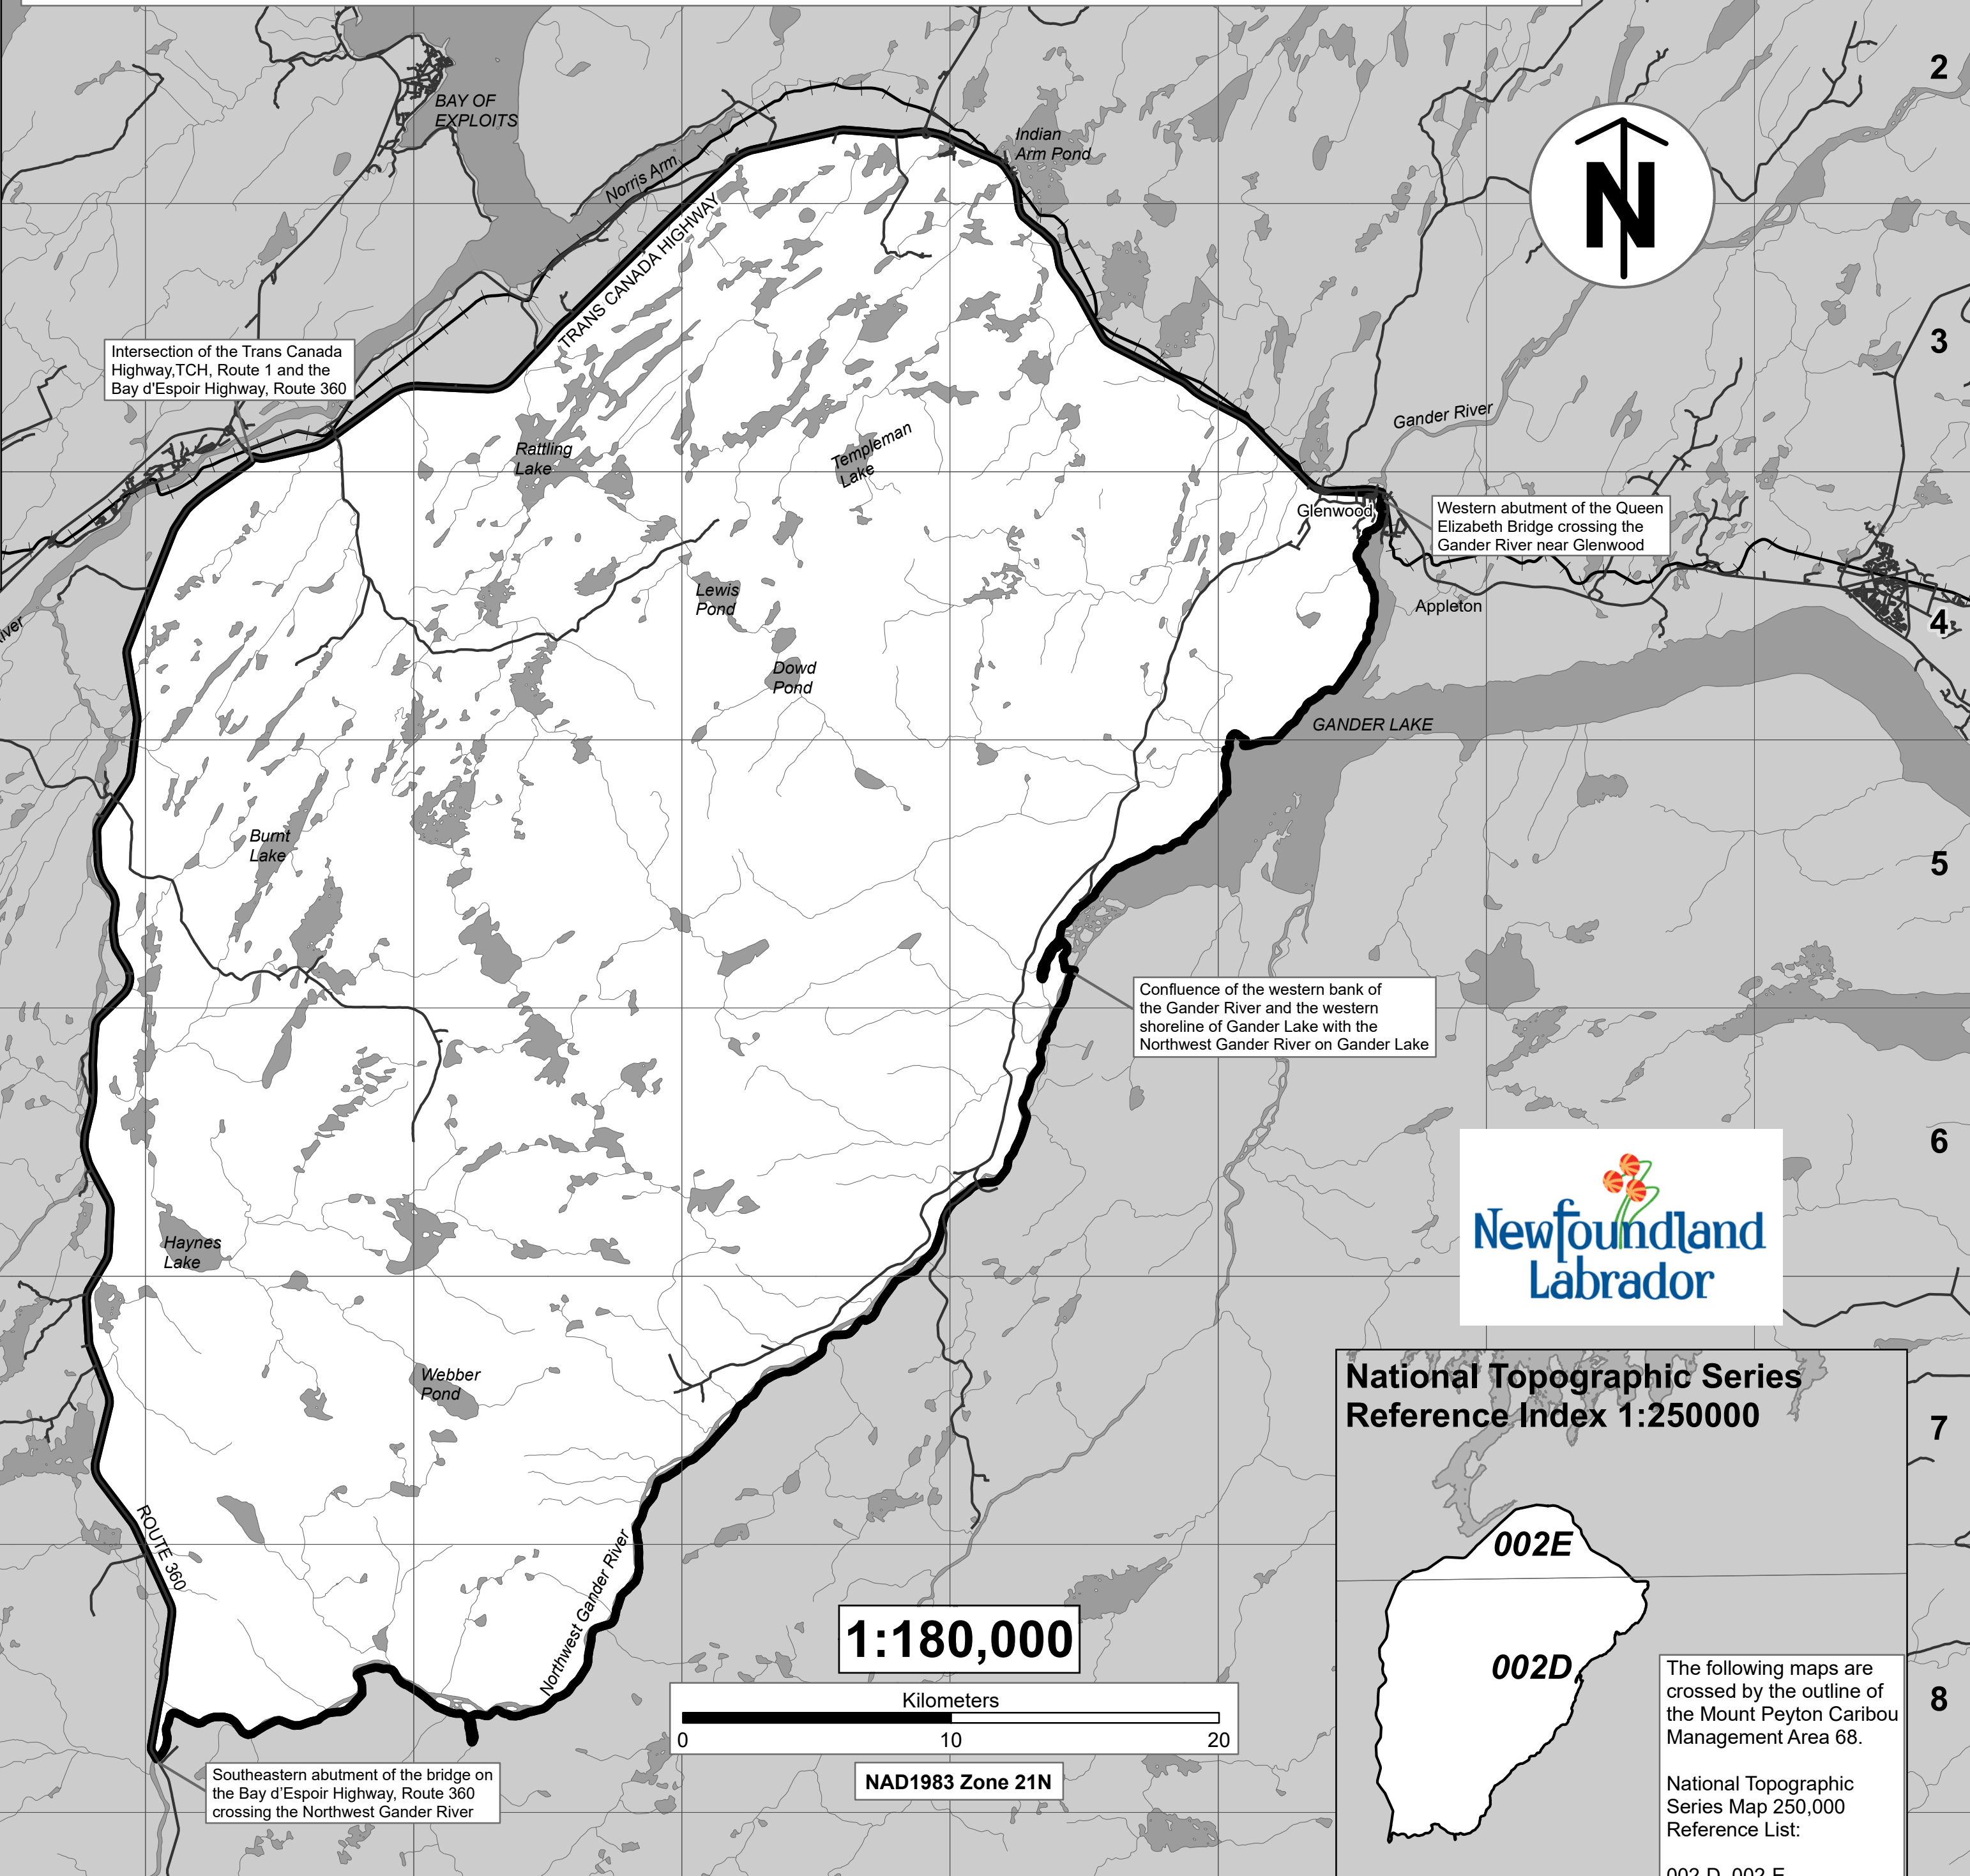 2
BAY OF
EXPLOITS
Indian
Arm Pond
Norris Arm
N
TRANS CANADA HIGHWAY
3
Intersection of the Trans Canada
Highway,TCH, Route 1 and the
Bay d'Espoir Highway, Route 360
Gander River
Rattling
Lake
Templeman
Lake
Glenwood
Western abutment of the Queen
Elizabeth Bridge crossing the
Gander River near Glenwood
Lewis
Pond
Appleton
4
Dowd
Pond
GANDER LAKE
Burnt
Lake
5
Confluence of the western bank of
the Gander River and the western
shoreline of Gander Lake with the
Northwest Gander River on Gander Lake
6
Newfoundland
Labrador
Haynes
Lake
Webber
Pond
National Topographic Series
Reference Index 1:250000
7
ROUTE 360
002E
Northwest Gander River
1:180,000
002D
The following maps are
crossed by the outline of
the Mount Peyton Caribou
Management Area 68.
National Topographic
Series Map 250,000
Reference List:
002 D, 002 E
Kilometers
0 10 20
8
NAD1983 Zone 21N
Southeastern abutment of the bridge on
the Bay d'Espoir Highway, Route 360
crossing the Northwest Gander River